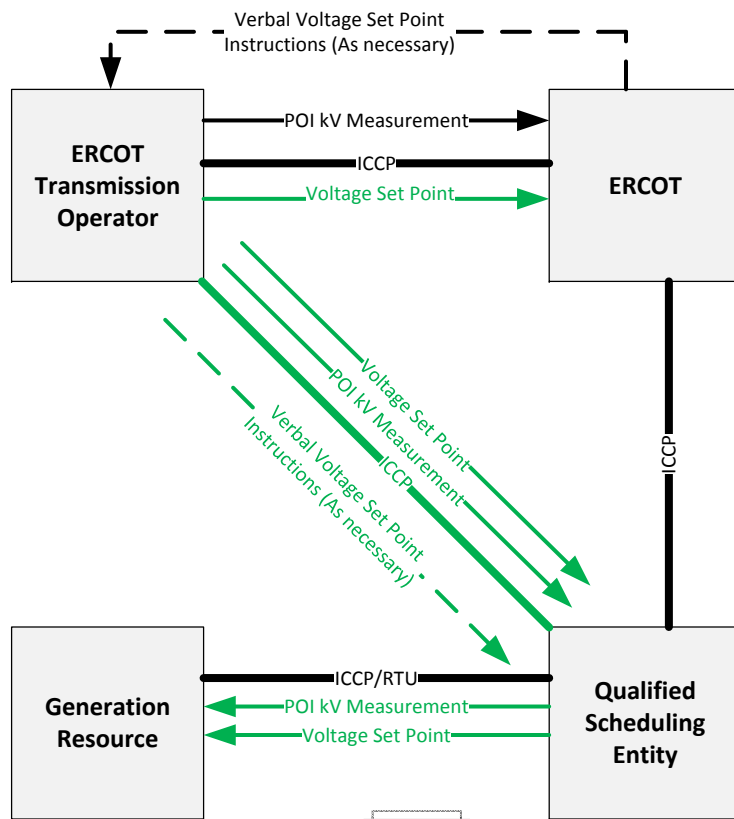 Verbal Voltage Set Point
Instructions (As necessary)
ERCOT
Transmission
Operator
POI kV Measurement
ICCP
Voltage Set Point
ERCOT
Voltage Set Point
POI kV Measurement
ICCP
Verbal Voltage Set Point
Instructions (As necessary)
ICCP
Generation
Resource
ICCP/RTU
POI kV Measurement
Voltage Set Point
Qualified
Scheduling
Entity